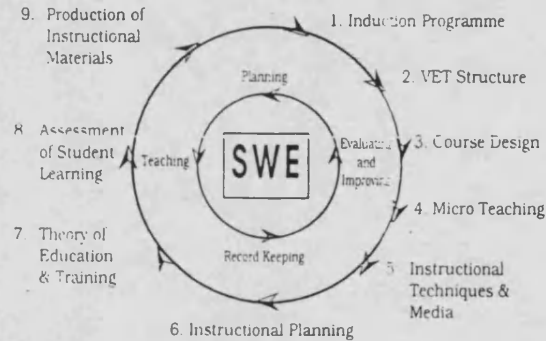 9. Production of
Instructional
Materials
1. Induction Programme
2. VET Structure
3. Course Design
4. Micro Teaching
5 Instructional
Techniques &
Media
6. Instructional Planning
7 Theory of
Education
& Training
8 Assessment
of Student
Learning
Planning
Teaching
SWE
Evaluating
and
Improving
Record Keeping